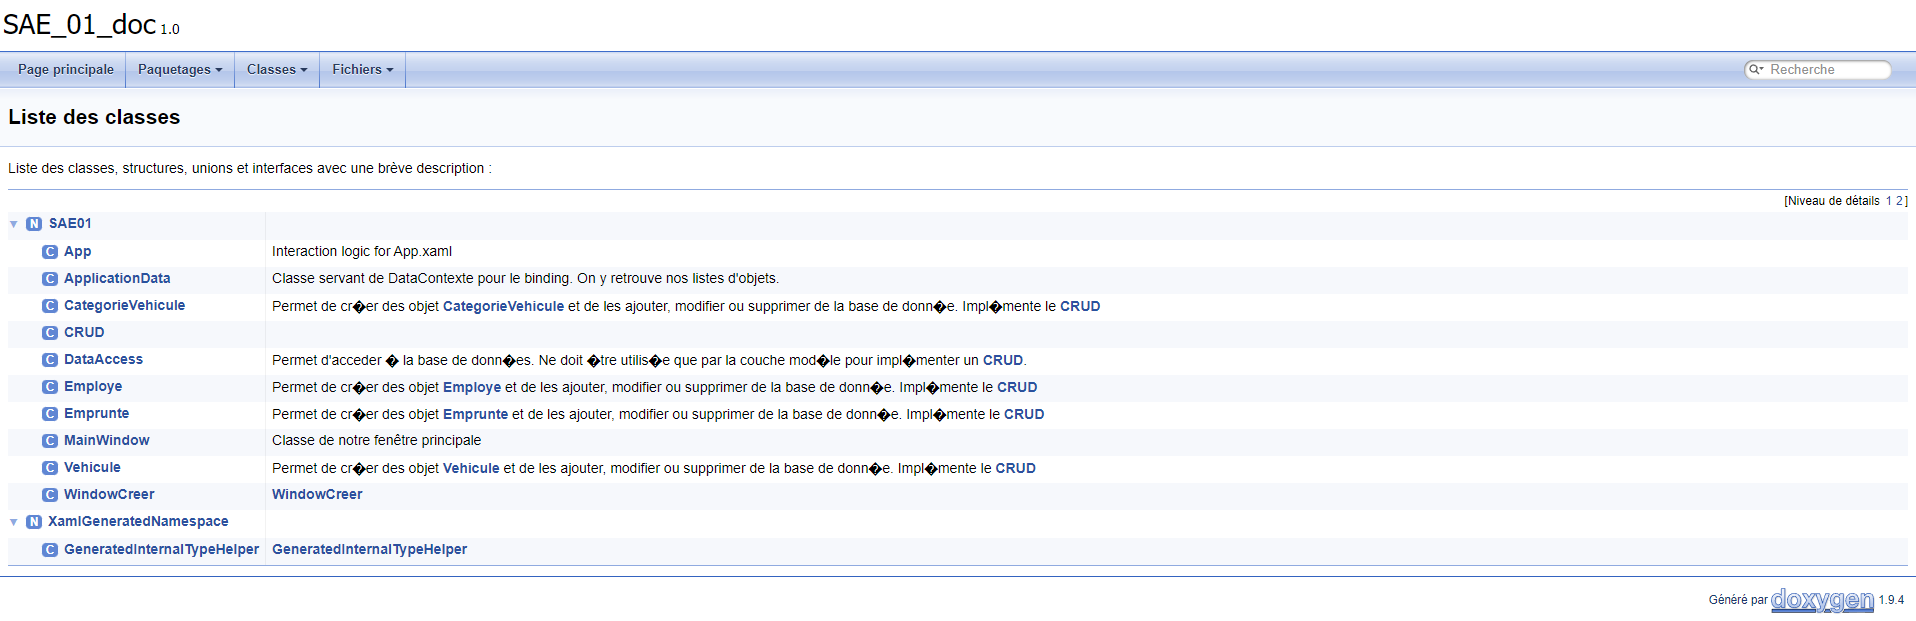 SAE_01_doc 1.0
Page principale Paquetages Classes Fichiers Recherche
Liste des classes
Liste des classes, structures, unions et interfaces avec une brève description :
[Niveau de détails 1 2]
N SAE01
C App Interaction logic for App.xaml
C ApplicationData Classe servant de DataContexte pour le binding. On y retrouve nos listes d'objets.
C CategorieVehicule Permet de cr�er des objet CategorieVehicule et de les ajouter, modifier ou supprimer de la base de donn�e. Impl�mente le CRUD
C CRUD
C DataAccess Permet d'acceder � la base de donn�es. Ne doit �tre utilis�e que par la couche mod�le pour impl�menter un CRUD.
C Employe Permet de cr�er des objet Employe et de les ajouter, modifier ou supprimer de la base de donn�e. Impl�mente le CRUD
C Emprunte Permet de cr�er des objet Emprunte et de les ajouter, modifier ou supprimer de la base de donn�e. Impl�mente le CRUD
C MainWindow Classe de notre fenêtre principale
C Vehicule Permet de cr�er des objet Vehicule et de les ajouter, modifier ou supprimer de la base de donn�e. Impl�mente le CRUD
C WindowCreer WindowCreer
N XamlGeneratedNamespace
C GeneratedInternalTypeHelper GeneratedInternalTypeHelper
Généré par doxygen 1.9.4